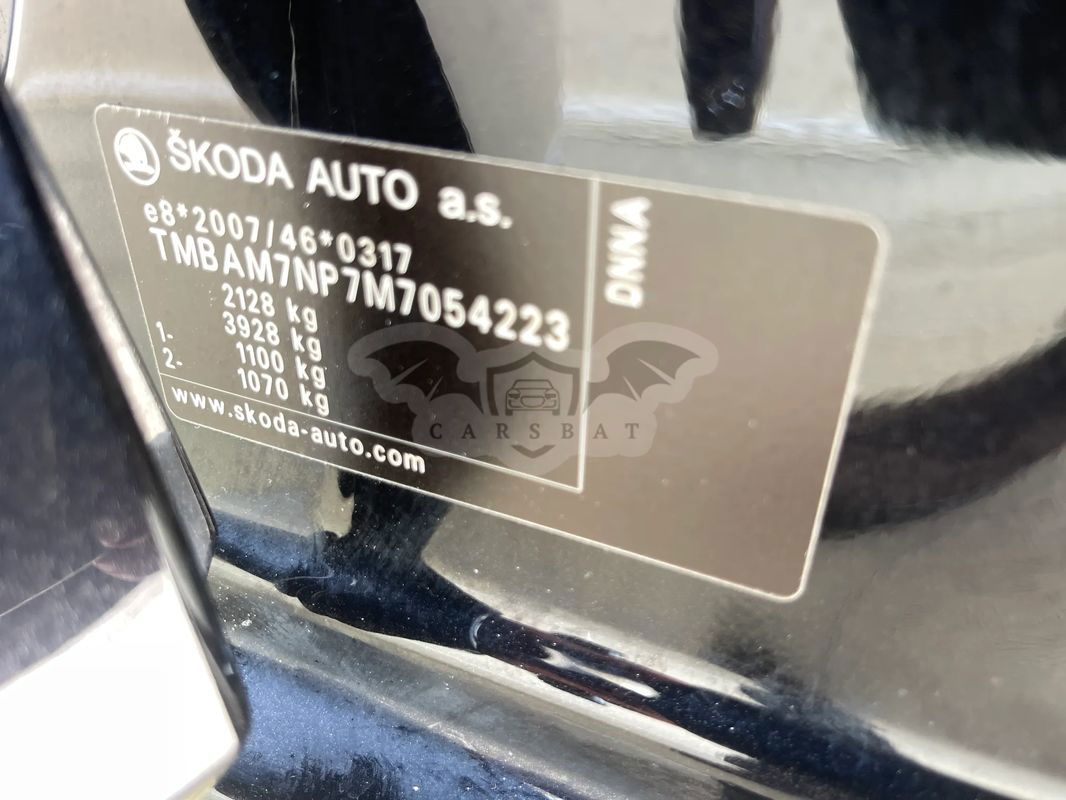 ŠKODA AUTO a.s.
e8*2007/46*0317
TMBAM7NP7M7054223
2128 kg
3928 kg
1- 1100 kg
2- 1070 kg
www.skoda-auto.com
DNNA
CARSBAT